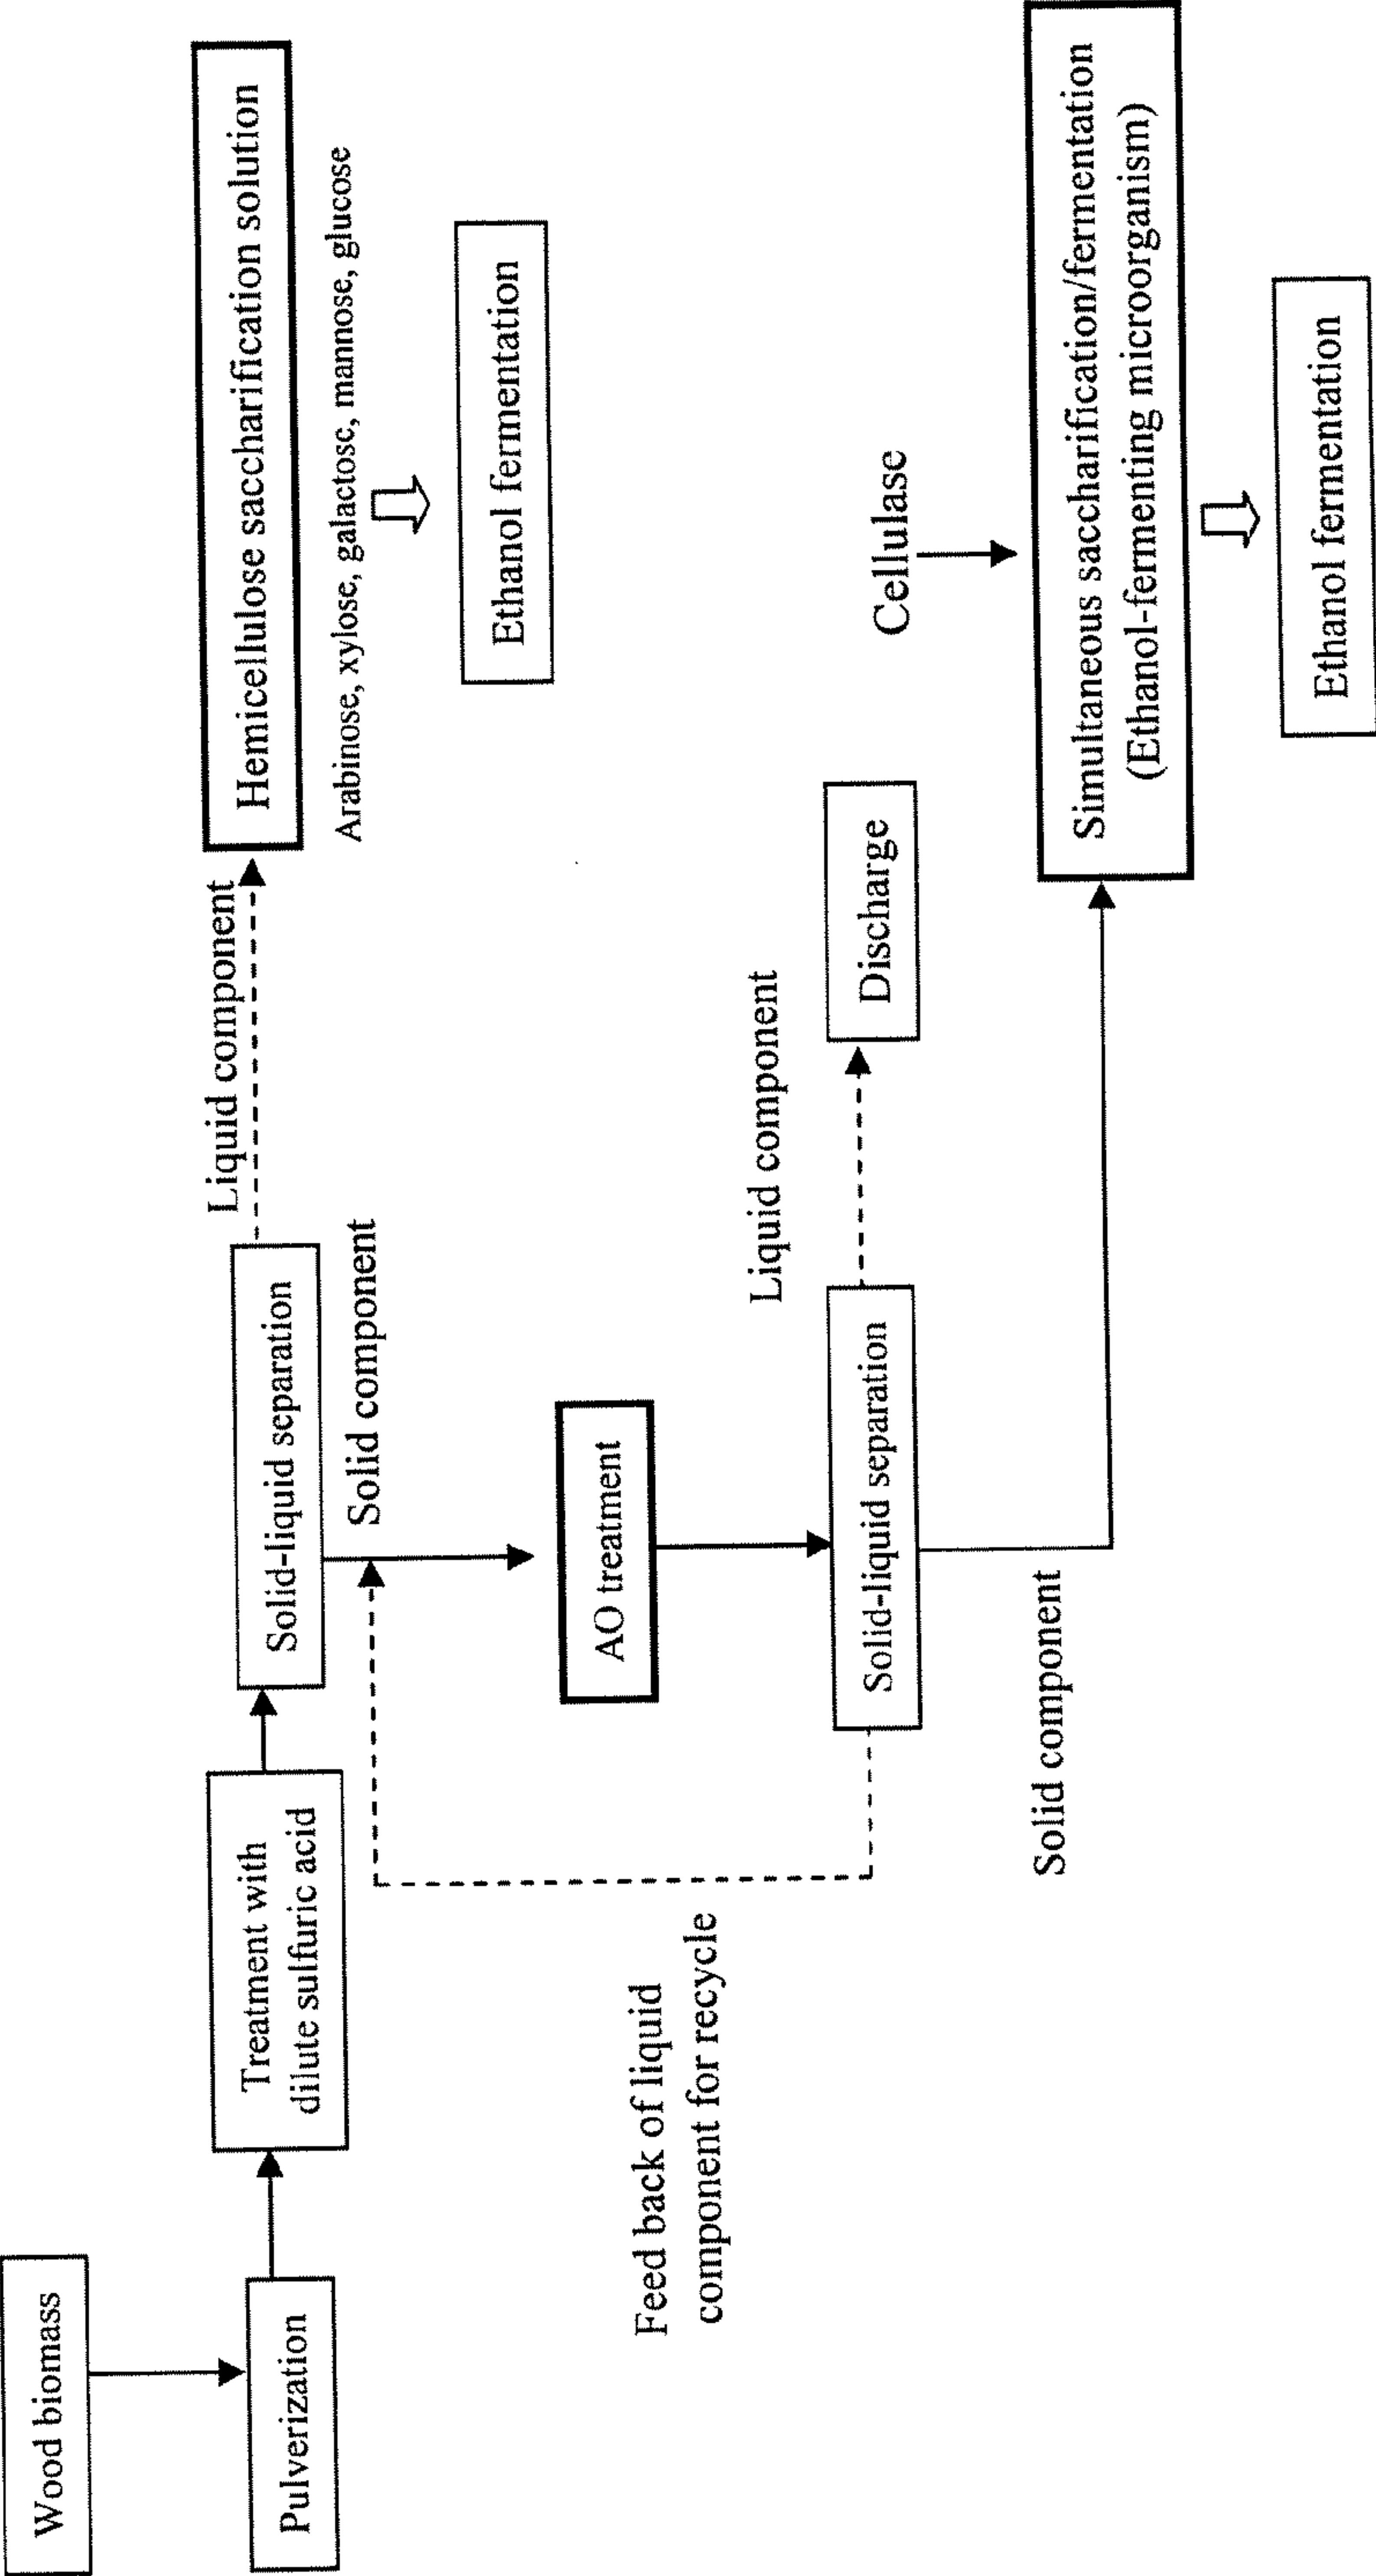 Wood biomass
Pulverization
Treatment with
dilute sulfuric acid
Solid-liquid separation
Liquid component
Hemicellulose saccharification solution
Arabinose, xylose, galactose, mannose, glucose
Ethanol fermentation
Solid component
AO treatment
Feed back of liquid
component for recycle
Solid-liquid separation
Liquid component
Discharge
Cellulase
Solid component
Simultaneous saccharification/fermentation
(Ethanol-fermenting microorganism)
Ethanol fermentation